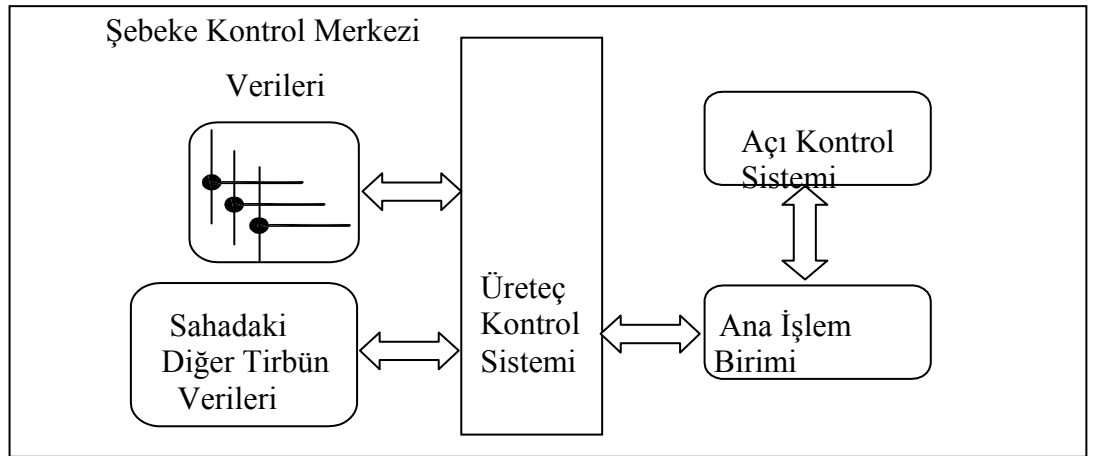 Şebeke Kontrol Merkezi
Verileri
Açı Kontrol
Sistemi
Üreteç
Kontrol
Sistemi
Sahadaki
Diğer Tirbün
Verileri
Ana İşlem
Birimi